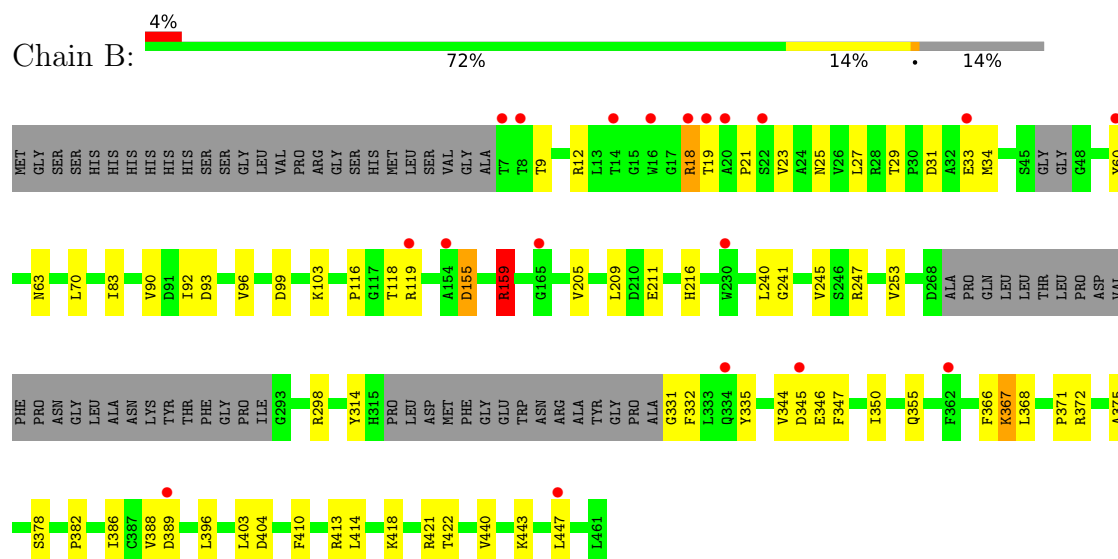 4%
Chain B:
72% 14% • 14%
MET GLY SER SER HIS HIS HIS HIS HIS HIS SER SER GLY LEU VAL PRO ARG GLY SER HIS MET LEU SER VAL GLY ALA T7 T8 T9 R12 L13 T14 G15 W16 G17 R18 T19 A20 P21 S22 V23 A24 N25 V26 L27 R28 T29 P30 D31 A32 E33 M34 S45 GLY GLY G48
N63 L70 I83 V90 D91 I92 D93 V96 D99 K103 P116 G117 T118 R119 A154 D155 R159 G165 V205 L209 D210 E211 H216 W230 L240 G241 V245 S246 R247 V253 D268 ALA PRO GLN LEU LEU THR LEU PRO ASP VAL
PHE PRO ASN GLY LEU ALA ASN LYS TYR THR PHE GLY PRO ILE G293 R298 Y314 H315 PRO LEU ASP MET PHE GLY GLU TRP ASN ARG ALA TYR GLY PRO ALA G331 F332 L333 Q334 Y335 V344 D345 E346 F347 I350 Q355 F362 F366 K367 L368 P371 R372 A375
S378 P382 I386 C387 V388 D389 L396 L403 D404 F410 R413 L414 K418 R421 T422 V440 K443 L447 L461